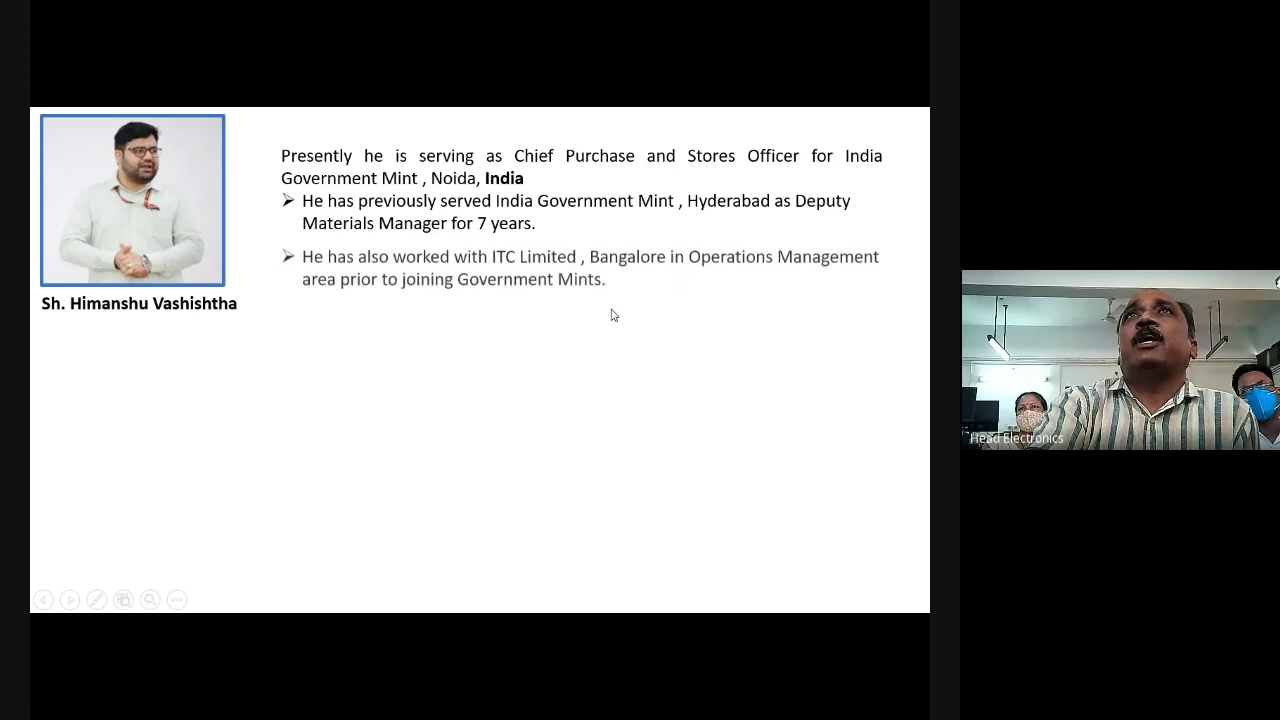 Presently he is serving as Chief Purchase and Stores Officer for India
Government Mint , Noida, India
➢ He has previously served India Government Mint , Hyderabad as Deputy
Materials Manager for 7 years.
➢ He has also worked with ITC Limited , Bangalore in Operations Management
area prior to joining Government Mints.
Sh. Himanshu Vashishtha
Head Electronics